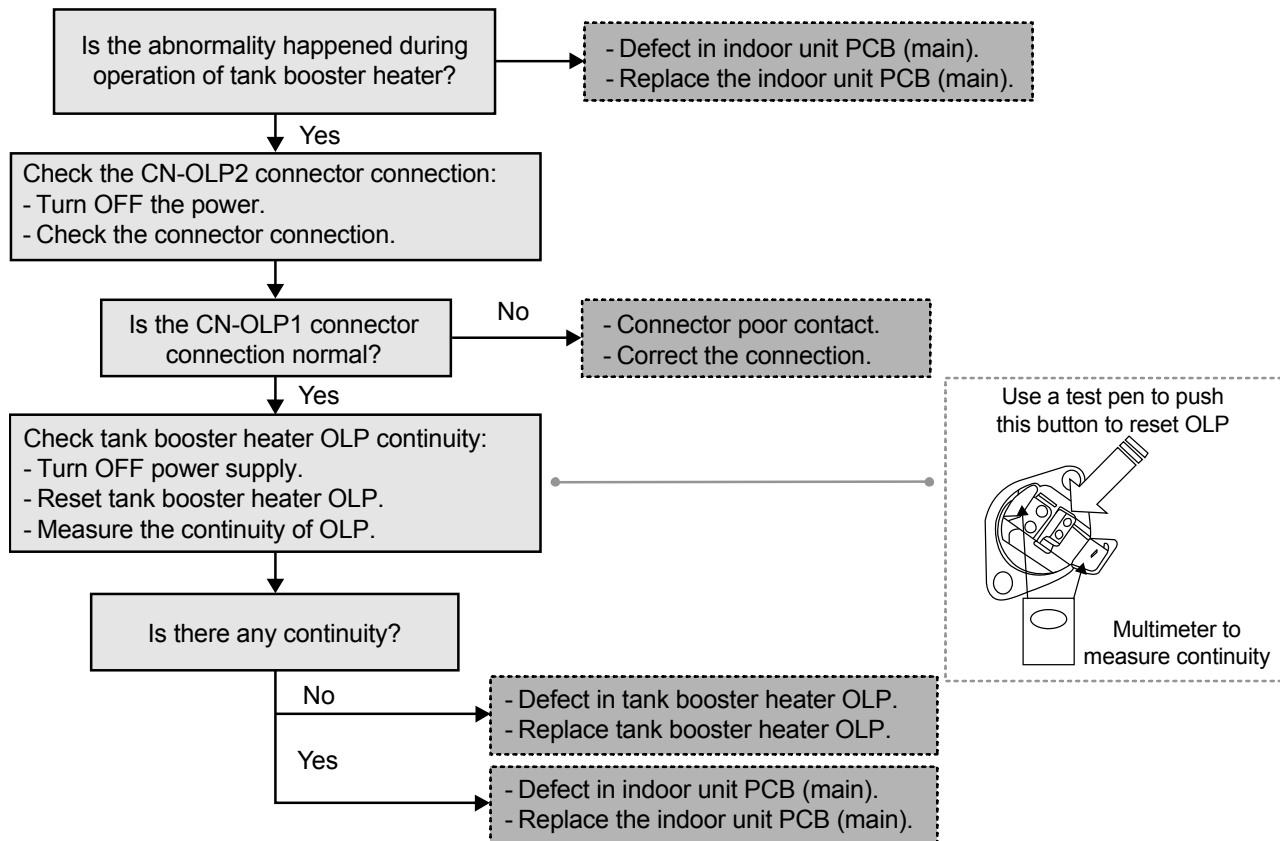 Is the abnormality happened during
operation of tank booster heater?
- Defect in indoor unit PCB (main).
- Replace the indoor unit PCB (main).
Yes
Check the CN-OLP2 connector connection:
- Turn OFF the power.
- Check the connector connection.
Is the CN-OLP1 connector
connection normal?
No
- Connector poor contact.
- Correct the connection.
Yes
Check tank booster heater OLP continuity:
- Turn OFF power supply.
- Reset tank booster heater OLP.
- Measure the continuity of OLP.
Use a test pen to push
this button to reset OLP
Multimeter to
measure continuity
Is there any continuity?
No
- Defect in tank booster heater OLP.
- Replace tank booster heater OLP.
Yes
- Defect in indoor unit PCB (main).
- Replace the indoor unit PCB (main).